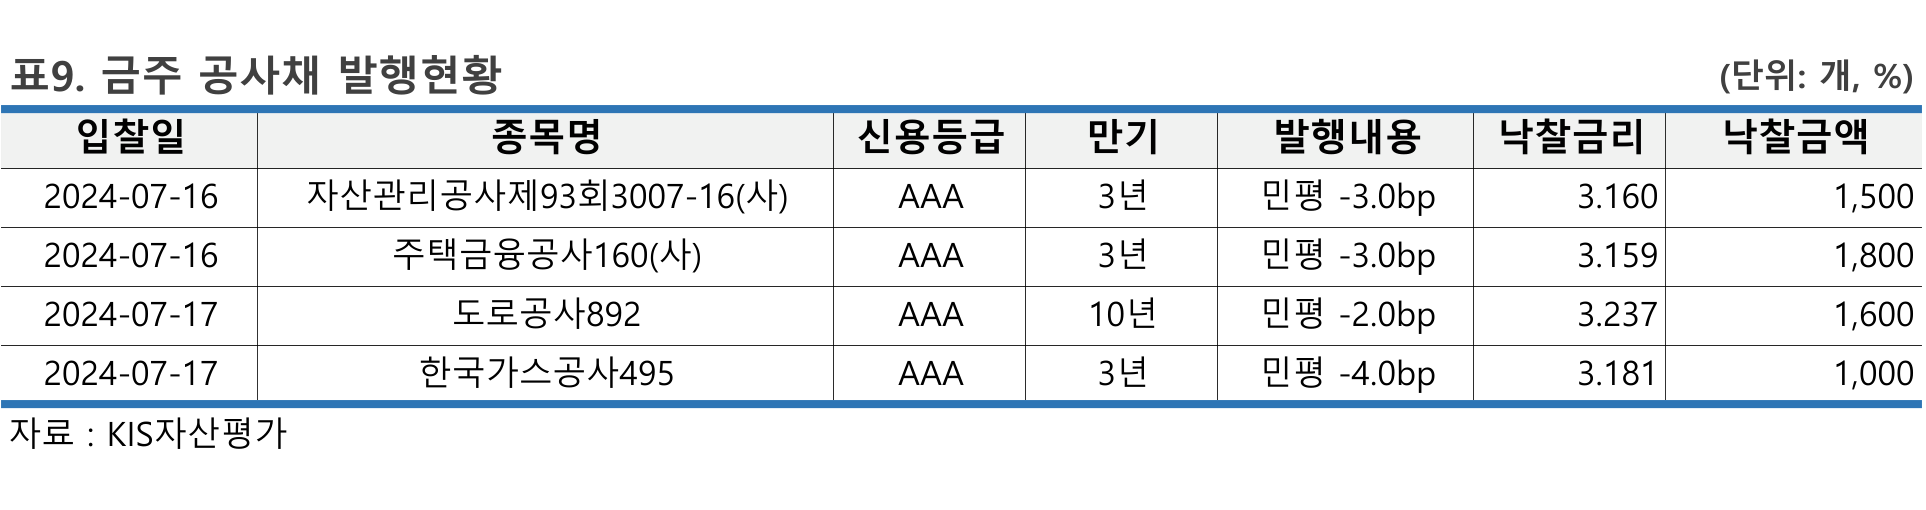 표9. 금주 공사채 발행현황 (단위: 개, %)
입찰일 종목명 신용등급 만기 발행내용 낙찰금리 낙찰금액
2024-07-16 자산관리공사제93회3007-16(사) AAA 3년 민평 -3.0bp 3.160 1,500
2024-07-16 주택금융공사160(사) AAA 3년 민평 -3.0bp 3.159 1,800
2024-07-17 도로공사892 AAA 10년 민평 -2.0bp 3.237 1,600
2024-07-17 한국가스공사495 AAA 3년 민평 -4.0bp 3.181 1,000
자료 : KIS자산평가